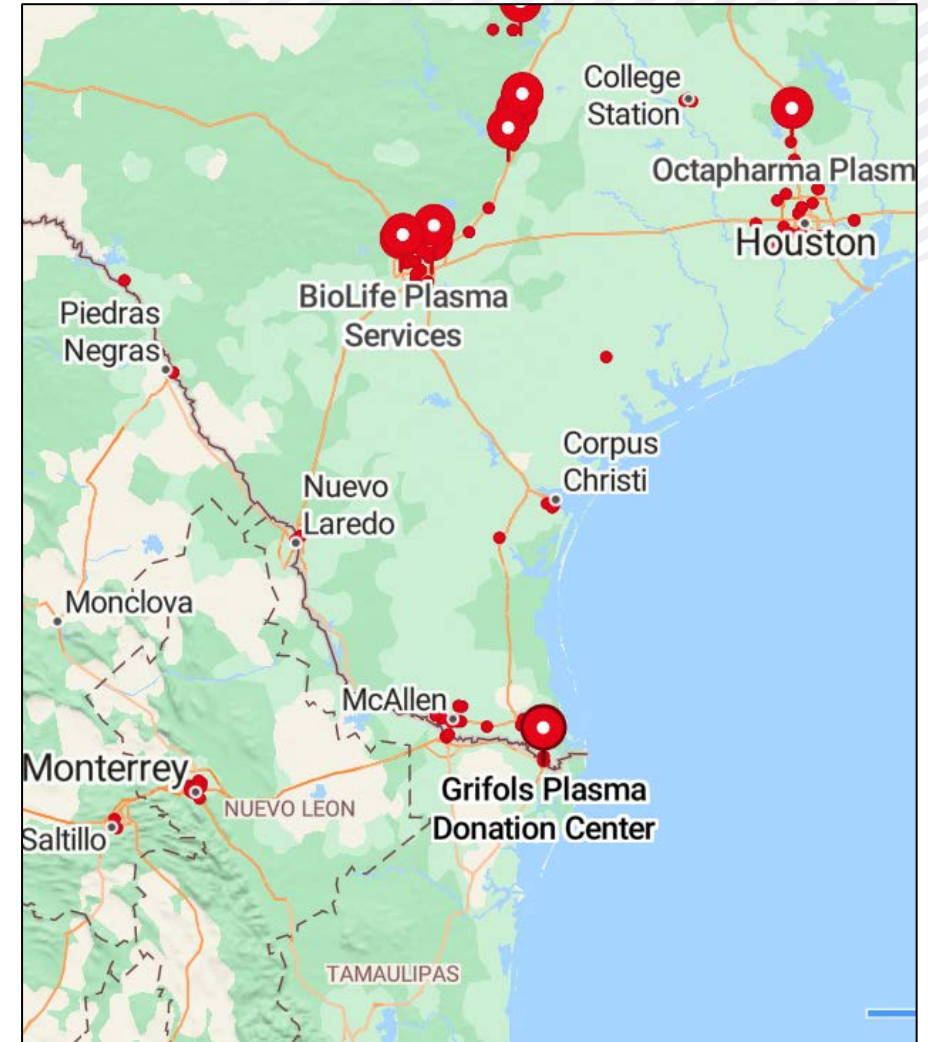 College
Station
Octapharma Plasm
Houston
BioLife Plasma
Services
Piedras
Negras
Corpus
Christi
Nuevo
Laredo
Monclova
McAllen
Monterrey
NUEVO LEON
Grifols Plasma
Donation Center
Saltillo
TAMAULIPAS